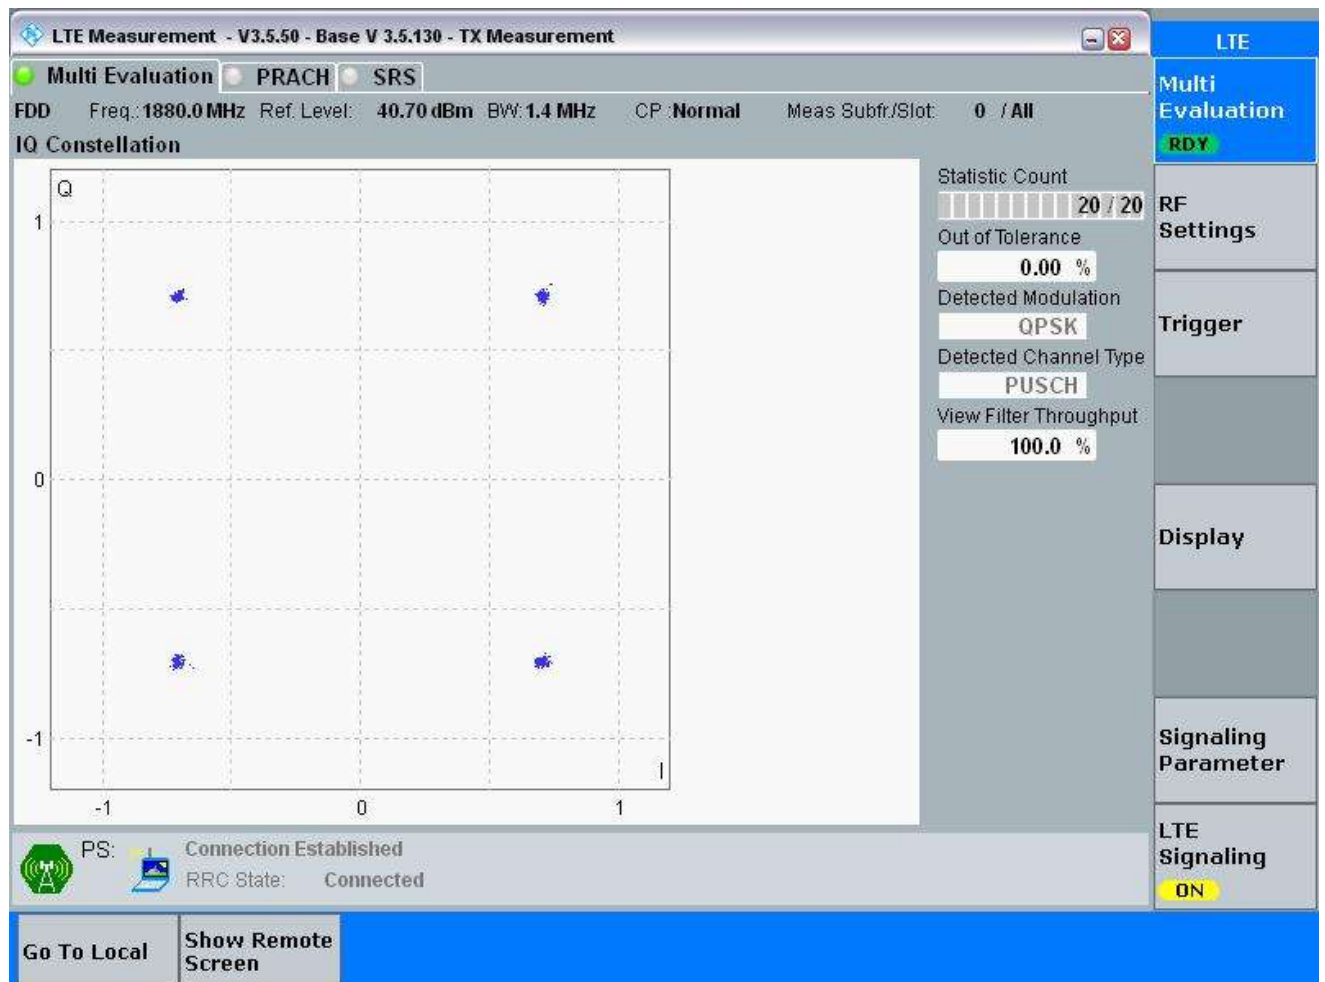 LTE Measurement - V3.5.50 - Base V 3.5.130 - TX Measurement
LTE
Multi Evaluation PRACH SRS
FDD Freq.: 1880.0 MHz Ref. Level: 40.70 dBm BW: 1.4 MHz CP : Normal Meas Subfr./Slot: 0 / All
IQ Constellation
Q
1
0
-1
I
-1 0 1
Statistic Count
20 / 20
Out of Tolerance
0.00 %
Detected Modulation
QPSK
Detected Channel Type
PUSCH
View Filter Throughput
100.0 %
Multi
Evaluation
RDY
RF
Settings
Trigger
Display
Signaling
Parameter
LTE
Signaling
ON
PS: Connection Established
RRC State: Connected
Go To Local
Show Remote
Screen